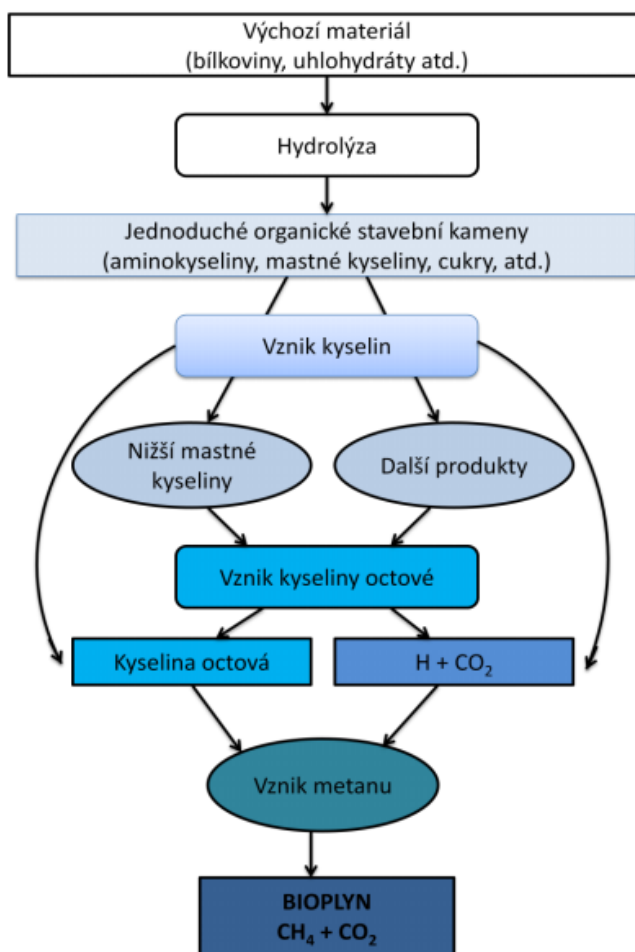 Výchozí materiál
(bílkoviny, uhlohydráty atd.)
Hydrolýza
Jednoduché organické stavební kameny
(aminokyseliny, mastné kyseliny, cukry, atd.)
Vznik kyselin
Nižší mastné
kyseliny
Další produkty
Vznik kyseliny octové
Kyselina octová
H + CO₂
Vznik metanu
BIOPLYN
CH₄ + CO₂